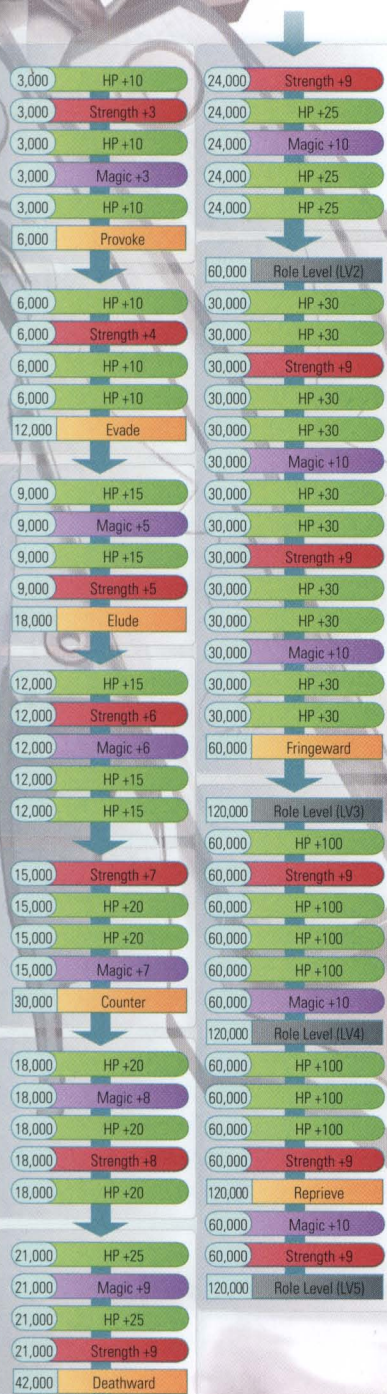 3,000 HP +10
3,000 Strength +3
3,000 HP +10
3,000 Magic +3
3,000 HP +10
6,000 Provoke
6,000 HP +10
6,000 Strength +4
6,000 HP +10
6,000 HP +10
12,000 Evade
9,000 HP +15
9,000 Magic +5
9,000 HP +15
9,000 Strength +5
18,000 Elude
12,000 HP +15
12,000 Strength +6
12,000 Magic +6
12,000 HP +15
12,000 HP +15
15,000 Strength +7
15,000 HP +20
15,000 HP +20
15,000 Magic +7
30,000 Counter
18,000 HP +20
18,000 Magic +8
18,000 HP +20
18,000 Strength +8
18,000 HP +20
21,000 HP +25
21,000 Magic +9
21,000 HP +25
21,000 Strength +9
42,000 Deathward
24,000 Strength +9
24,000 HP +25
24,000 Magic +10
24,000 HP +25
24,000 HP +25
60,000 Role Level (LV2)
30,000 HP +30
30,000 HP +30
30,000 Strength +9
30,000 HP +30
30,000 HP +30
30,000 Magic +10
30,000 HP +30
30,000 HP +30
30,000 Strength +9
30,000 HP +30
30,000 HP +30
30,000 Magic +10
30,000 HP +30
30,000 HP +30
60,000 Fringeward
120,000 Role Level (LV3)
60,000 HP +100
60,000 Strength +9
60,000 HP +100
60,000 HP +100
60,000 HP +100
60,000 Magic +10
120,000 Role Level (LV4)
60,000 HP +100
60,000 HP +100
60,000 HP +100
60,000 Strength +9
120,000 Reprieve
60,000 Magic +10
60,000 Strength +9
120,000 Role Level (LV5)